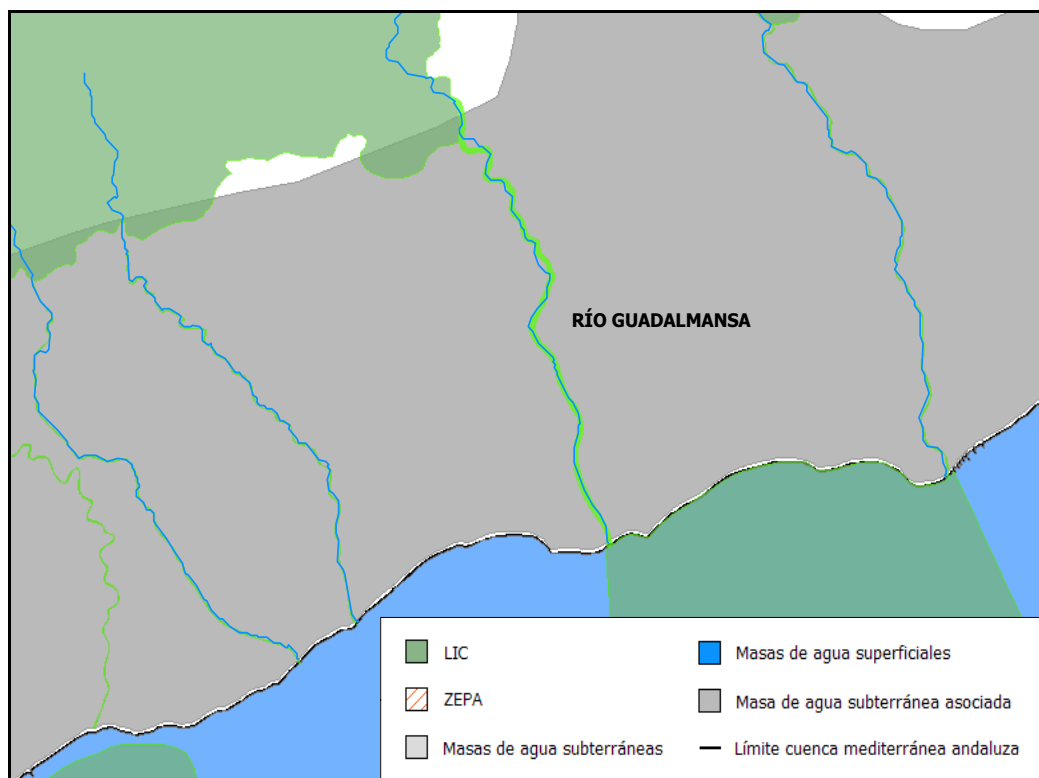 RÍO GUADALMANSA
LIC
ZEPA
Masas de agua subterráneas
Masas de agua superficiales
Masa de agua subterránea asociada
Límite cuenca mediterránea andaluza